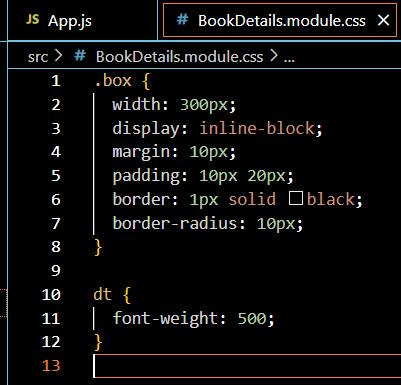 JS App.js # BookDetails.module.css ×
src > # BookDetails.module.css > ...
1 .box {
2 width: 300px;
3 display: inline-block;
4 margin: 10px;
5 padding: 10px 20px;
6 border: 1px solid black;
7 border-radius: 10px;
8 }
9
10 dt {
11 font-weight: 500;
12 }
13